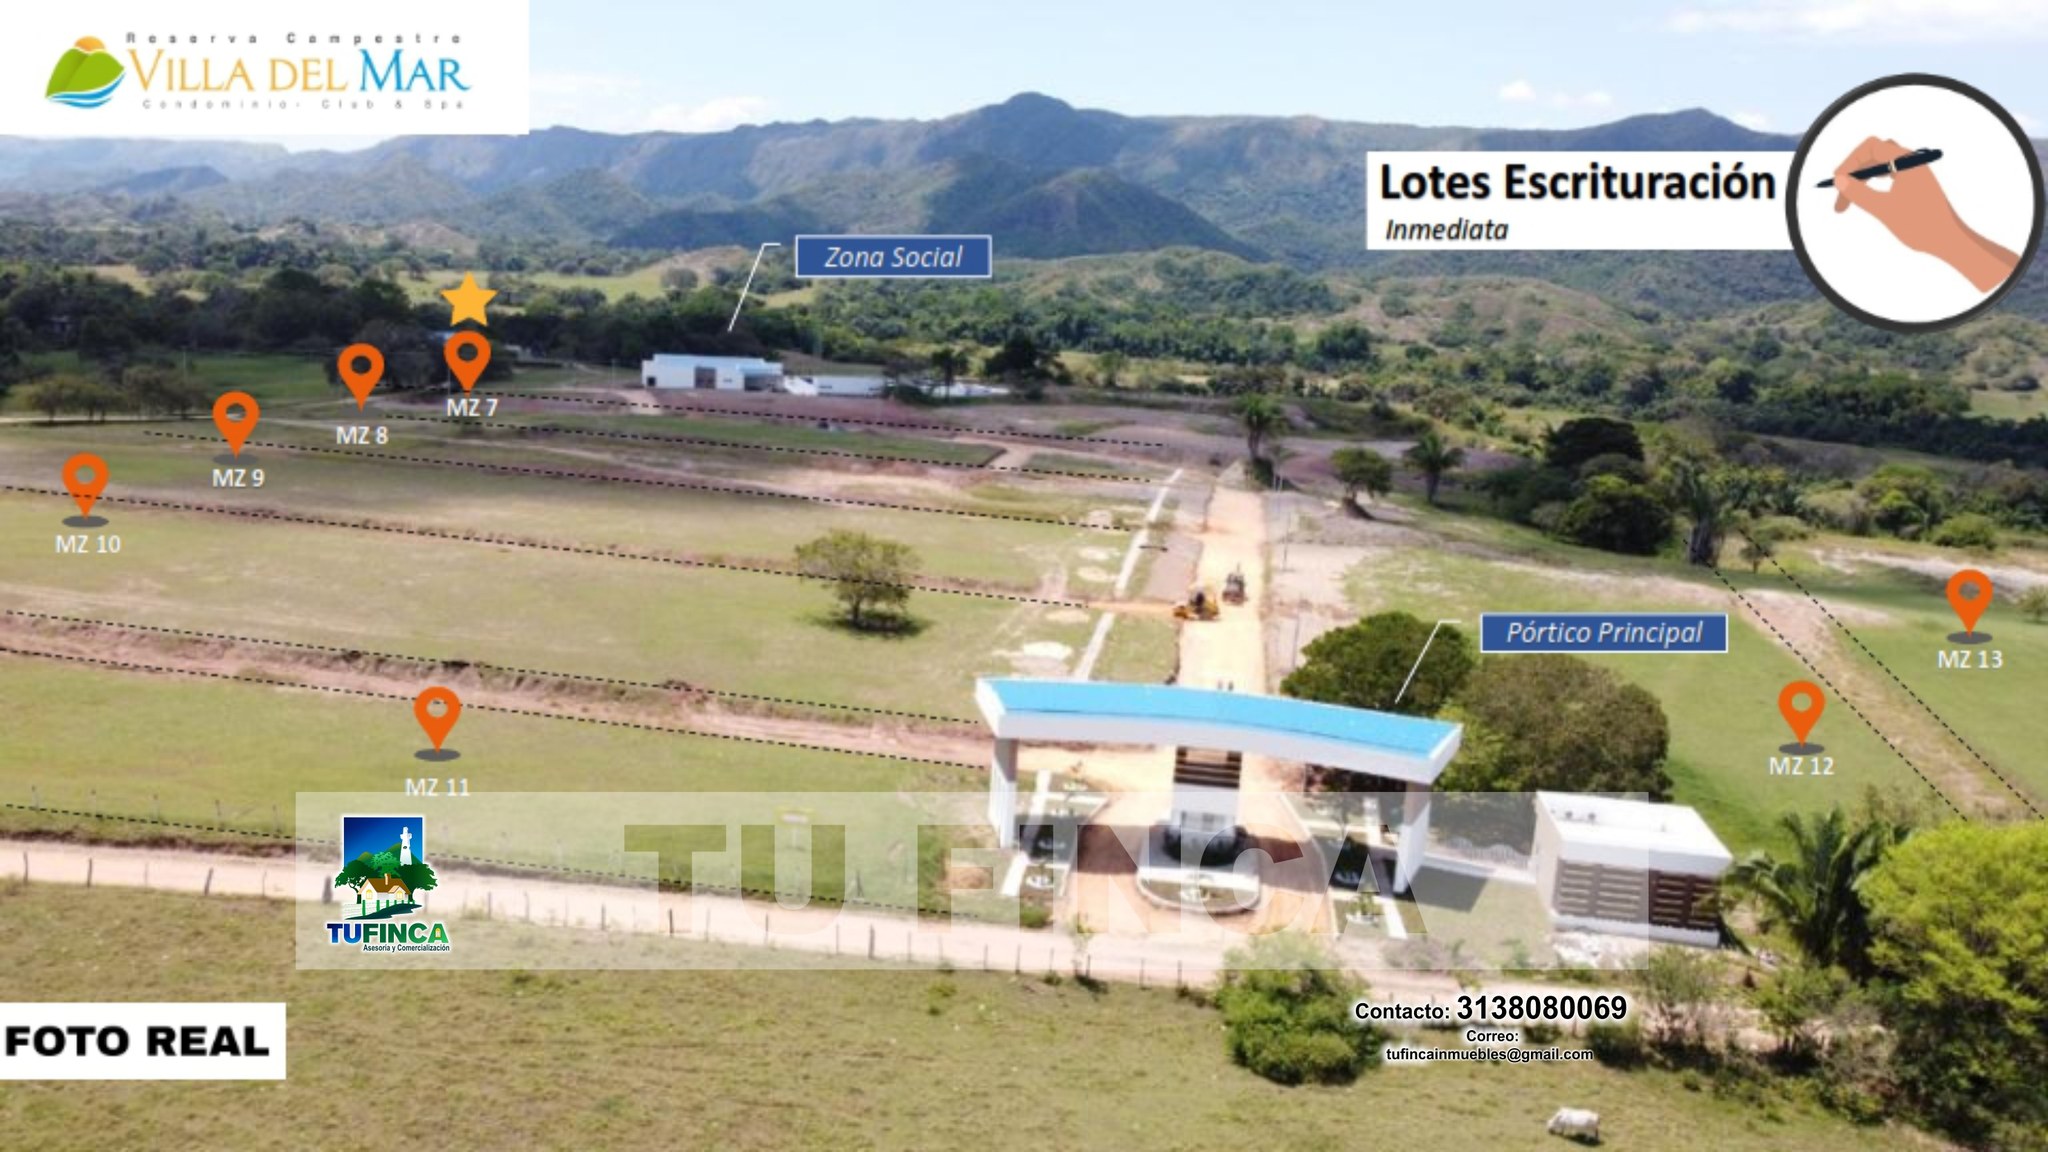 Reserva Campestre
VILLA DEL MAR
Condominio- Club & Spa
Lotes Escrituración
Inmediata
Zona Social
MZ 7
MZ 8
MZ 9
MZ 10
Pórtico Principal
MZ 13
MZ 12
MZ 11
TUFINCA
TUFINCA
Asesoría y Comercialización
FOTO REAL
Contacto: 3138080069
Correo:
tufincainmuebles@gmail.com